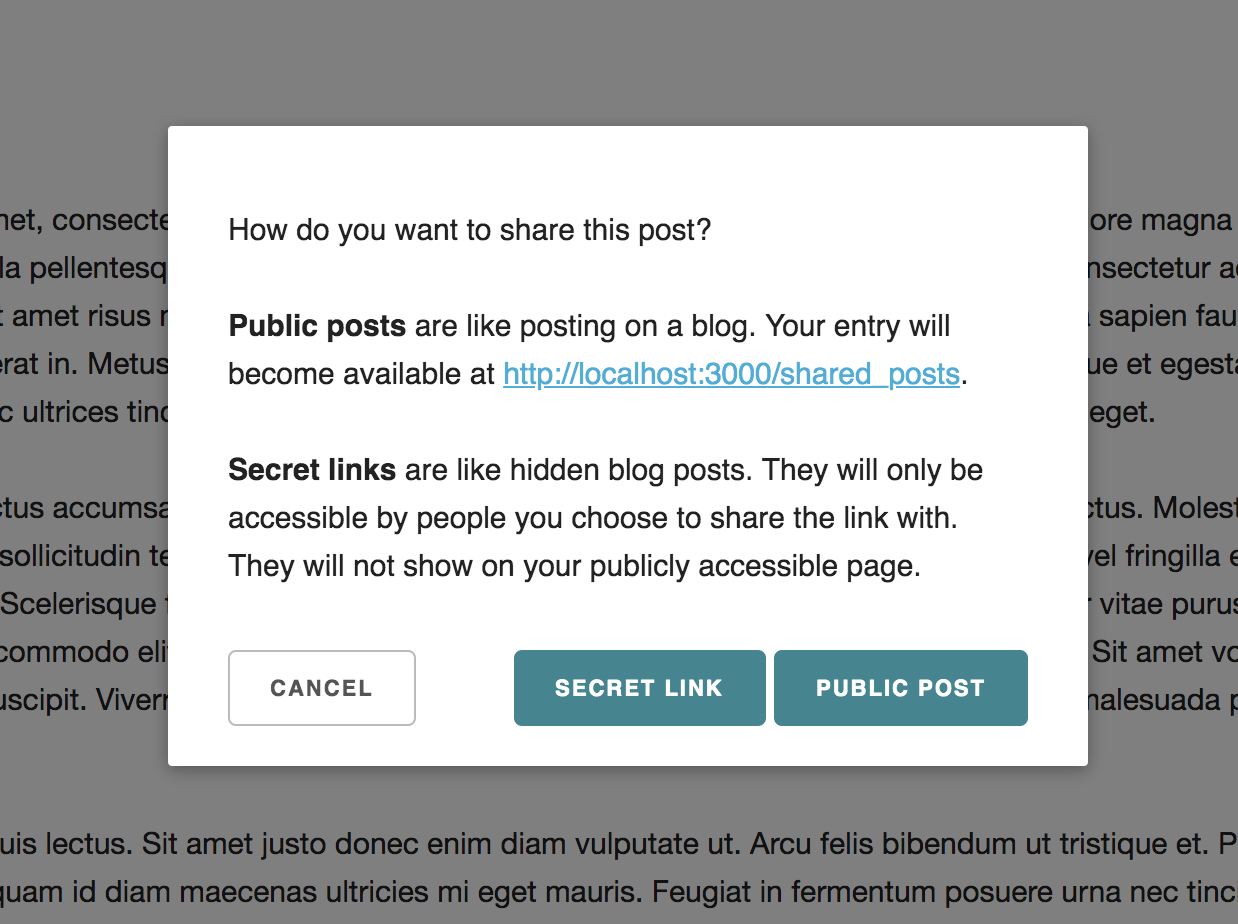 How do you want to share this post?
Public posts are like posting on a blog. Your entry will
become available at http://localhost:3000/shared_posts.
Secret links are like hidden blog posts. They will only be
accessible by people you choose to share the link with.
They will not show on your publicly accessible page.
CANCEL SECRET LINK PUBLIC POST
consecte ore magna
la pellentesq nsectetur
amet risus sapien fau
erat in. Metus ue et egest
ultrices tinc eget.
ctus accumsa ctus. Molest
sollicitudin te vel fringilla
Scelerisque vitae purus
commodo eli Sit amet vo
uscipit. Viverr malesuada p
uis lectus. Sit amet justo donec enim diam vulputate ut. Arcu felis bibendum ut tristique et. P
quam id diam maecenas ultricies mi eget mauris. Feugiat in fermentum posuere urna nec tinc